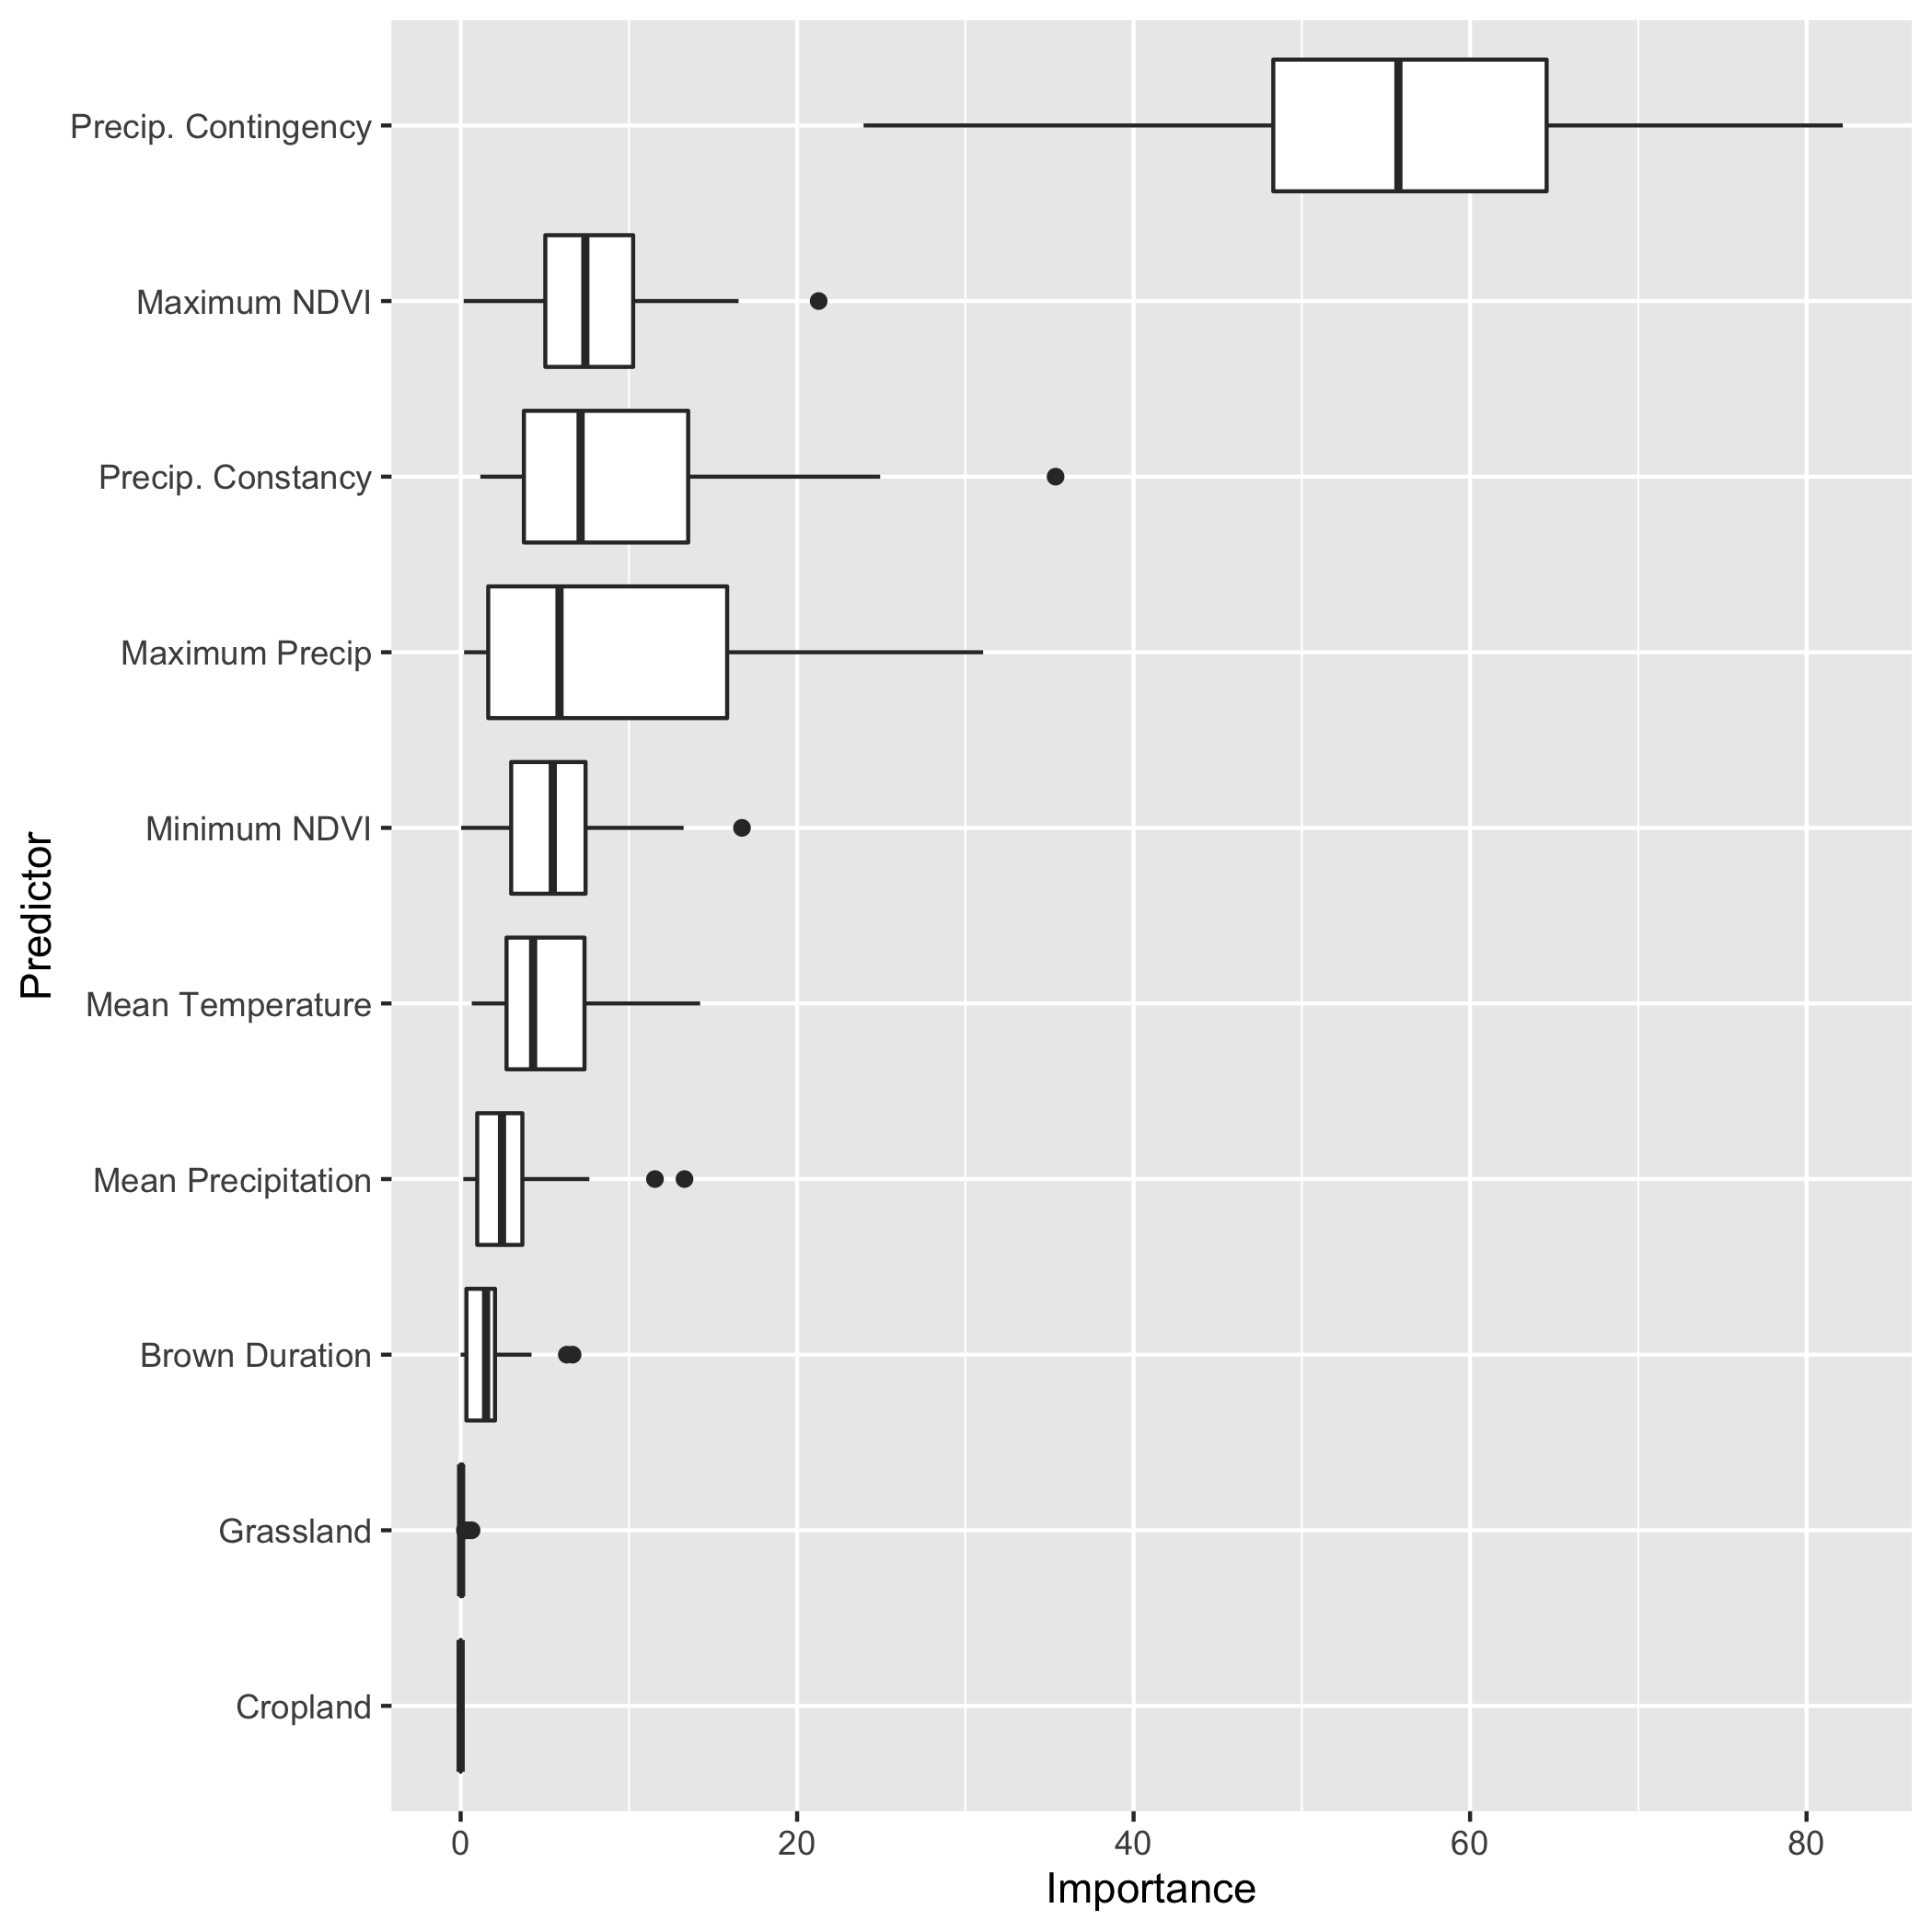 Precip. Contingency
Maximum NDVI
Precip. Constancy
Maximum Precip
Minimum NDVI
Mean Temperature
Mean Precipitation
Brown Duration
Grassland
Cropland
Predictor
0 20 40 60 80
Importance